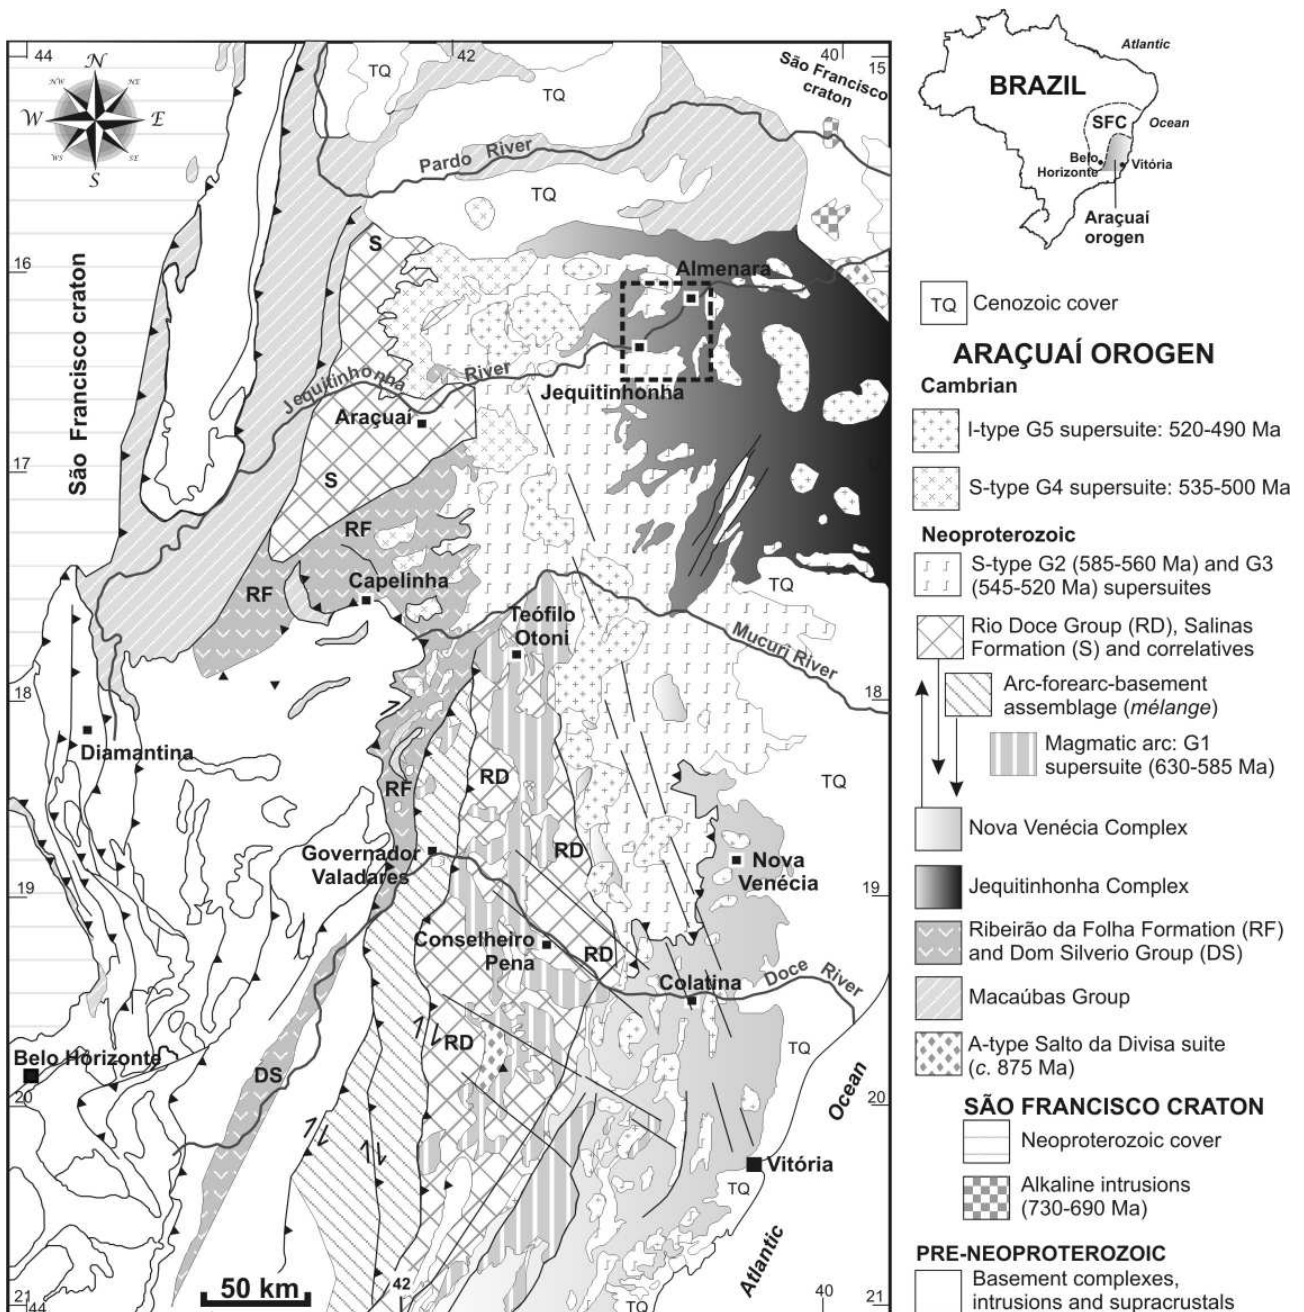 44
42
40
15
N
NW
NE
W
E
WS
SE
S
TQ
TQ
São Francisco
craton
Pardo River
TQ
S
16
Almenara
São Francisco craton
Jequitinhonha River
Jequitinhonha
Araçuaí
17
S
RF
RF
Capelinha
TQ
Teófilo
Otoni
Mucuri River
18
18
Diamantina
RD
RF
TQ
Governador
Valadares
RD
Nova
Venécia
19
19
Conselheiro
Pena
RD
Colatina
Doce River
RD
TQ
Belo Horizonte
DS
20
20
Ocean
Vitória
TQ
Atlantic
50 km
42
TQ
40
21
44
21
Atlantic
BRAZIL
SFC
Ocean
Belo
Horizonte
Vitória
Araçuaí
orogen
TQ Cenozoic cover
ARAÇUAÍ OROGEN
Cambrian
I-type G5 supersuite: 520-490 Ma
S-type G4 supersuite: 535-500 Ma
Neoproterozoic
S-type G2 (585-560 Ma) and G3
(545-520 Ma) supersuites
Rio Doce Group (RD), Salinas
Formation (S) and correlatives
Arc-forearc-basement
assemblage (mélange)
Magmatic arc: G1
supersuite (630-585 Ma)
Nova Venécia Complex
Jequitinhonha Complex
Ribeirão da Folha Formation (RF)
and Dom Silverio Group (DS)
Macaúbas Group
A-type Salto da Divisa suite
(c. 875 Ma)
SÃO FRANCISCO CRATON
Neoproterozoic cover
Alkaline intrusions
(730-690 Ma)
PRE-NEOPROTEROZOIC
Basement complexes,
intrusions and supracrustals